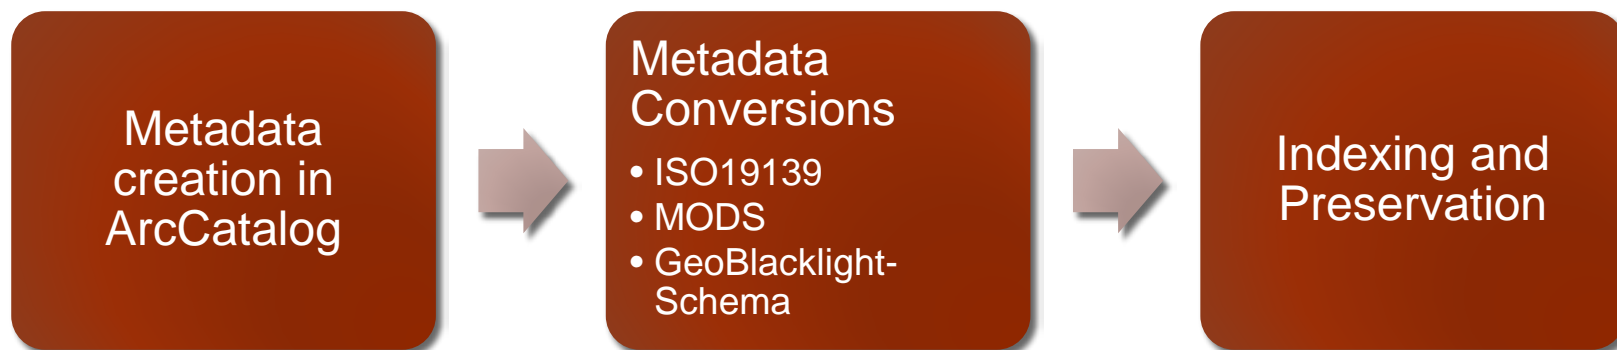 Metadata
creation in
ArcCatalog
Metadata
Conversions
• ISO19139
• MODS
• GeoBlacklight-
Schema
Indexing and
Preservation